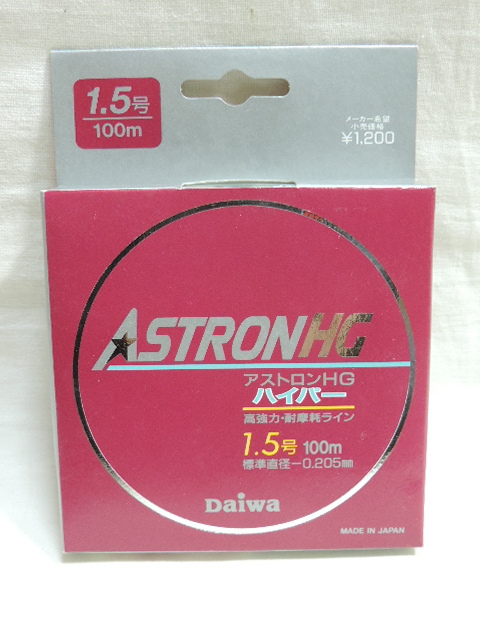 1.5号
100m
メーカー希望
小売価格
¥1,200
ASTRON HG
アストロンHG
ハイパー
高強力・耐摩耗ライン
1.5号 100m
標準直径−0.205mm
Daiwa
MADE IN JAPAN